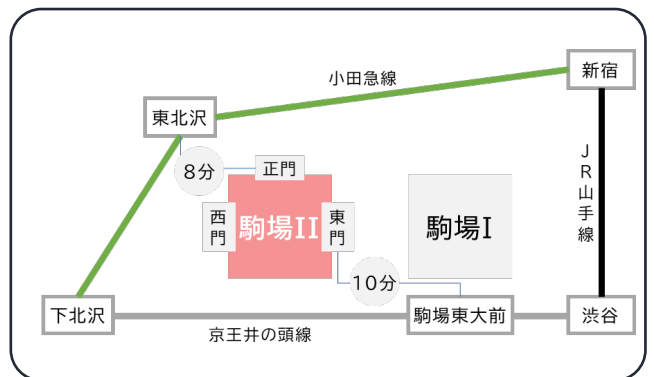 新宿
小田急線
東北沢
JR山手線
8分
正門
西門
駒場II
東門
駒場I
10分
下北沢
駒場東大前
渋谷
京王井の頭線